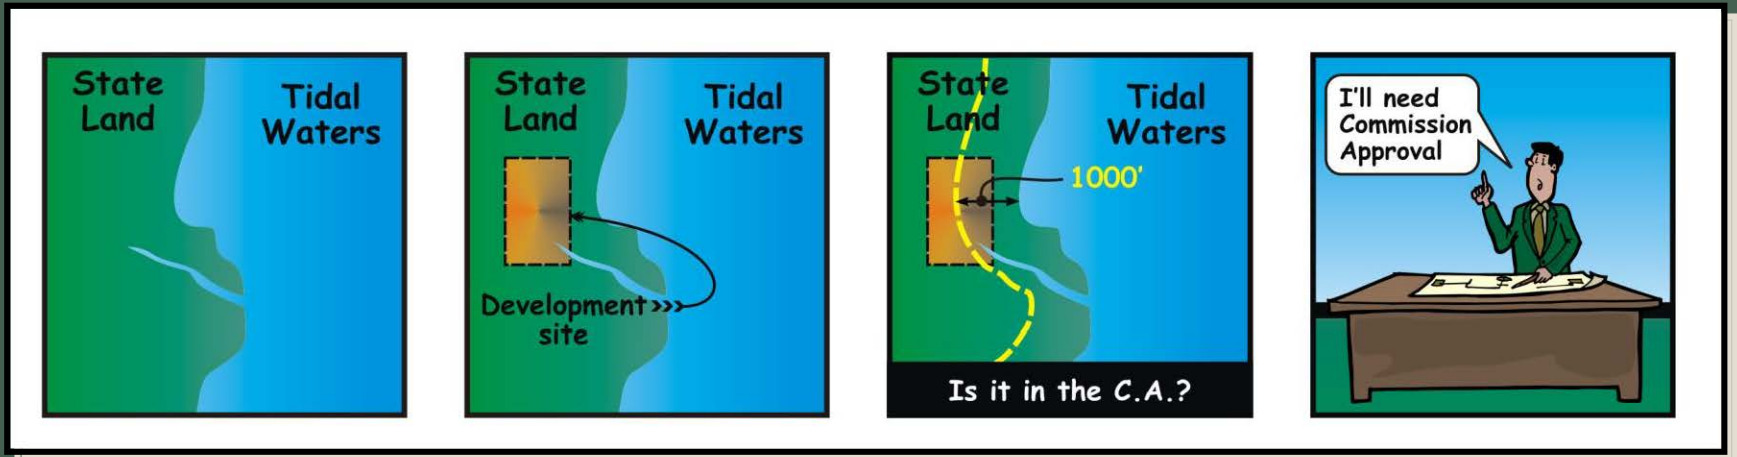 State
Land
Tidal
Waters
State
Land
Tidal
Waters
Development >>>
site
State
Land
Tidal
Waters
1000'
Is it in the C.A.?
I'll need
Commission
Approval